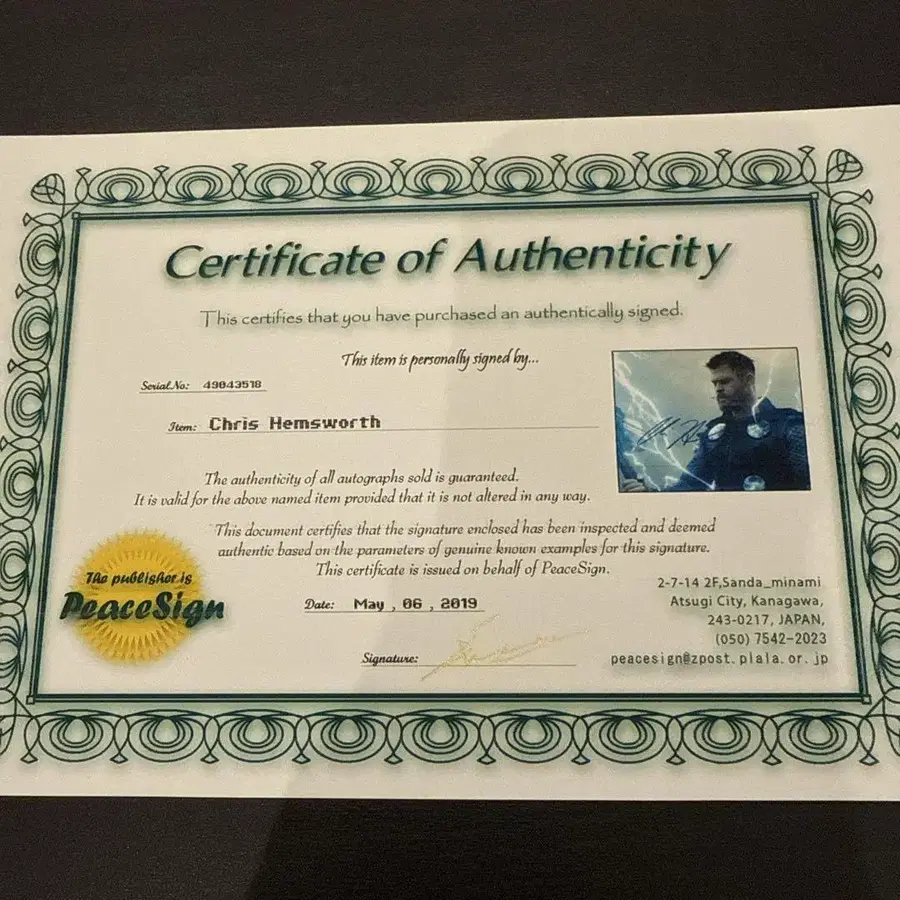 Certificate of Authenticity
This certifies that you have purchased an authentically signed.
This item is personally signed by...
Serial.No: 49043518
Item: Chris Hemsworth
The authenticity of all autographs sold is guaranteed.
It is valid for the above named item provided that it is not altered in any way.
This document certifies that the signature enclosed has been inspected and deemed
authentic based on the parameters of genuine known examples for this signature.
This certificate is issued on behalf of PeaceSign.
The publisher is
PeaceSign
Date: May , 06 , 2019
Signature:
2-7-14 2F,Sanda_minami
Atsugi City, Kanagawa,
243-0217, JAPAN,
(050) 7542-2023
peacesign@zpost.plala.or.jp